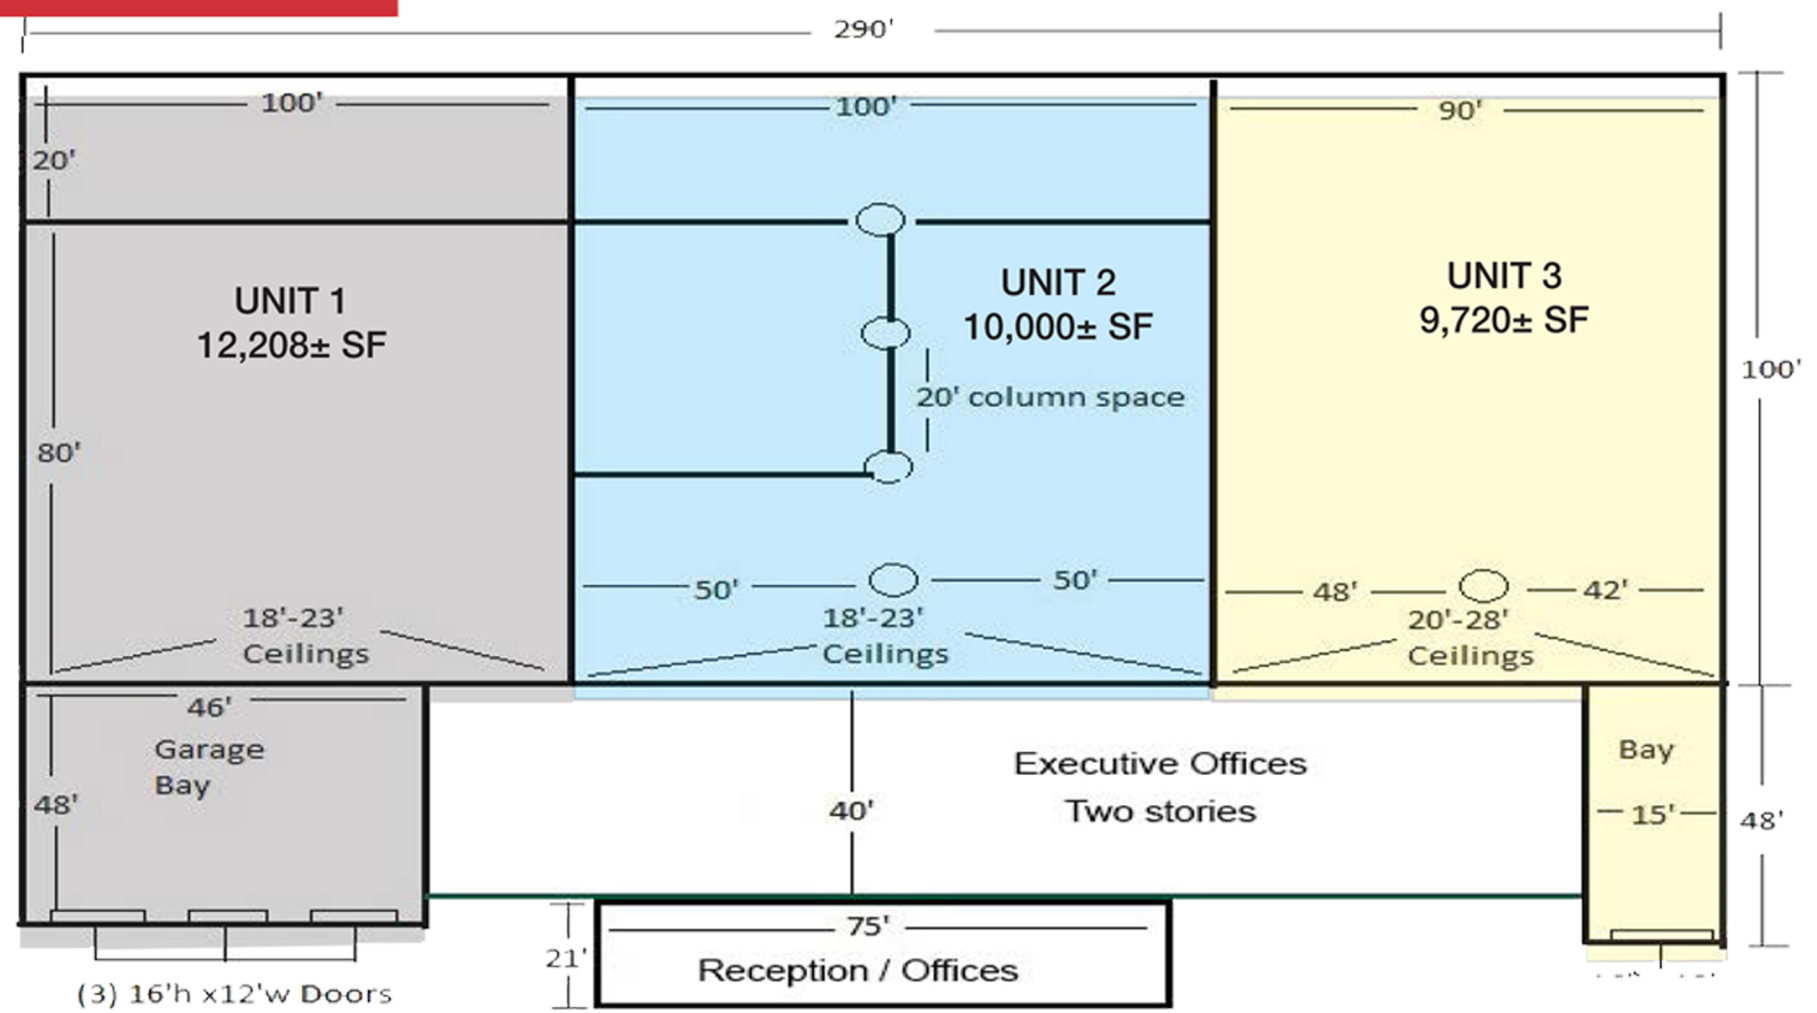 290'
100'
100'
90'
20'
UNIT 1
12,208± SF
UNIT 2
10,000± SF
UNIT 3
9,720± SF
100'
20' column space
80'
50'
50'
48'
42'
18'-23'
Ceilings
18'-23'
Ceilings
20'-28'
Ceilings
46'
Garage
Bay
48'
40'
Executive Offices
Two stories
Bay
15'
48'
75'
21'
Reception / Offices
(3) 16'h x12'w Doors